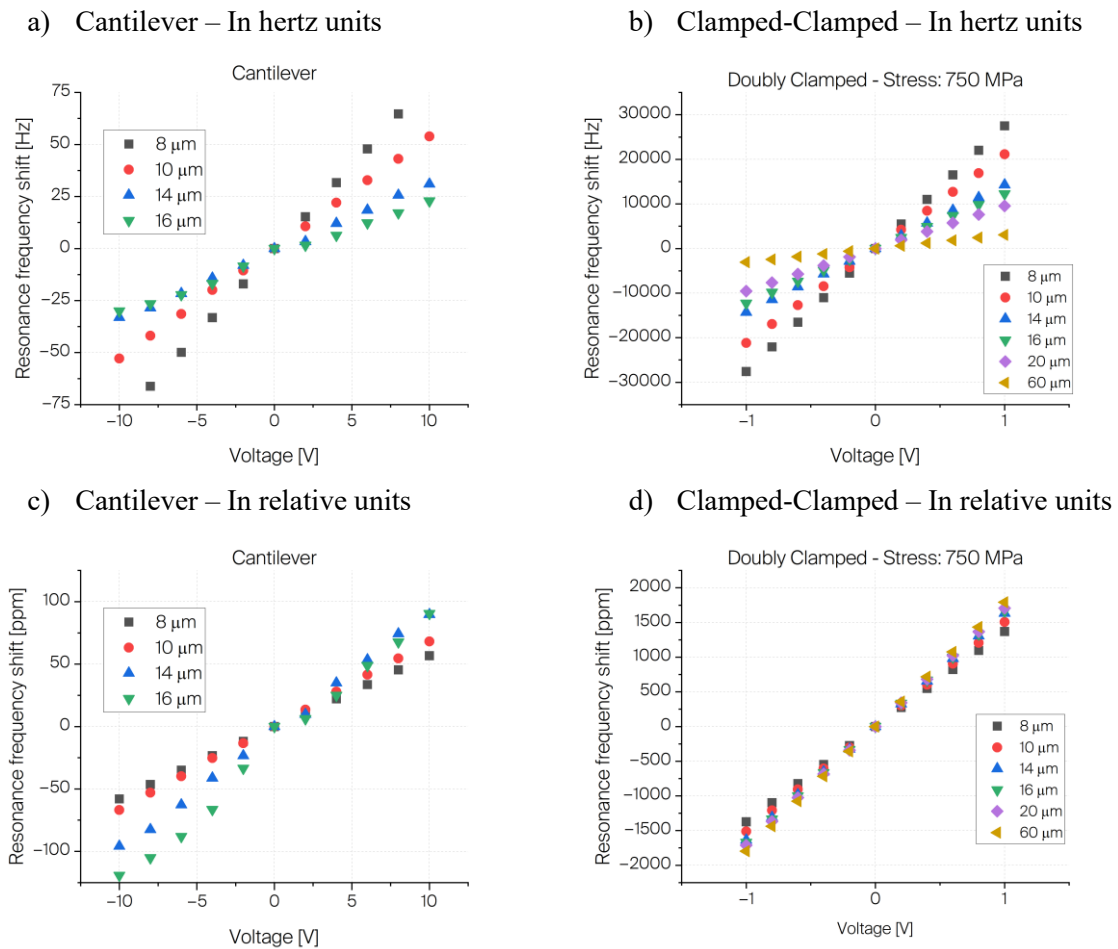 a) Cantilever – In hertz units
Cantilever
Resonance frequency shift [Hz]
75
50
25
0
−25
−50
−75
8 μm
10 μm
14 μm
16 μm
−10
−5
0
5
10
Voltage [V]
b) Clamped-Clamped – In hertz units
Doubly Clamped - Stress: 750 MPa
Resonance frequency shift [Hz]
30000
20000
10000
0
−10000
−20000
−30000
8 μm
10 μm
14 μm
16 μm
20 μm
60 μm
−1
0
1
Voltage [V]
c) Cantilever – In relative units
Cantilever
Resonance frequency shift [ppm]
100
50
0
−50
−100
8 μm
10 μm
14 μm
16 μm
−10
−5
0
5
10
Voltage [V]
d) Clamped-Clamped – In relative units
Doubly Clamped - Stress: 750 MPa
Resonance frequency shift [ppm]
2000
1500
1000
500
0
−500
−1000
−1500
−2000
8 μm
10 μm
14 μm
16 μm
20 μm
60 μm
−1
0
1
Voltage [V]